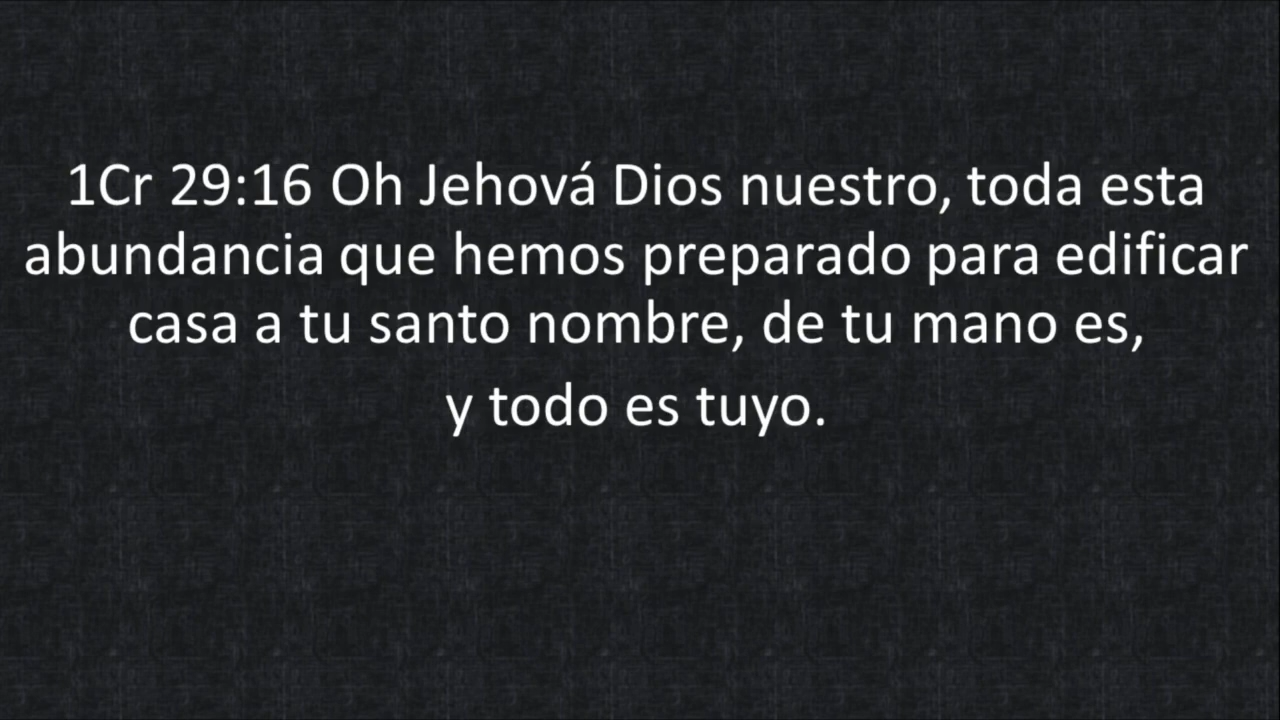 1Cr 29:16 Oh Jehová Dios nuestro, toda esta
abundancia que hemos preparado para edificar
casa a tu santo nombre, de tu mano es,
y todo es tuyo.